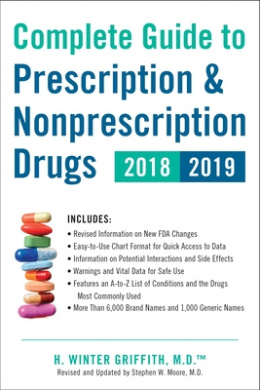 Complete Guide to
Prescription &
Nonprescription
Drugs 2018 2019
INCLUDES:
• Revised Information on New FDA Changes
• Easy-to-Use Chart Format for Quick Access to Data
• Information on Potential Interactions and Side Effects
• Warnings and Vital Data for Safe Use
• Features an A-to-Z List of Conditions and the Drugs
Most Commonly Used
• More Than 6,000 Brand Names and 1,000 Generic Names
H. WINTER GRIFFITH, M.D.™
Revised and Updated by Stephen W. Moore, M.D.